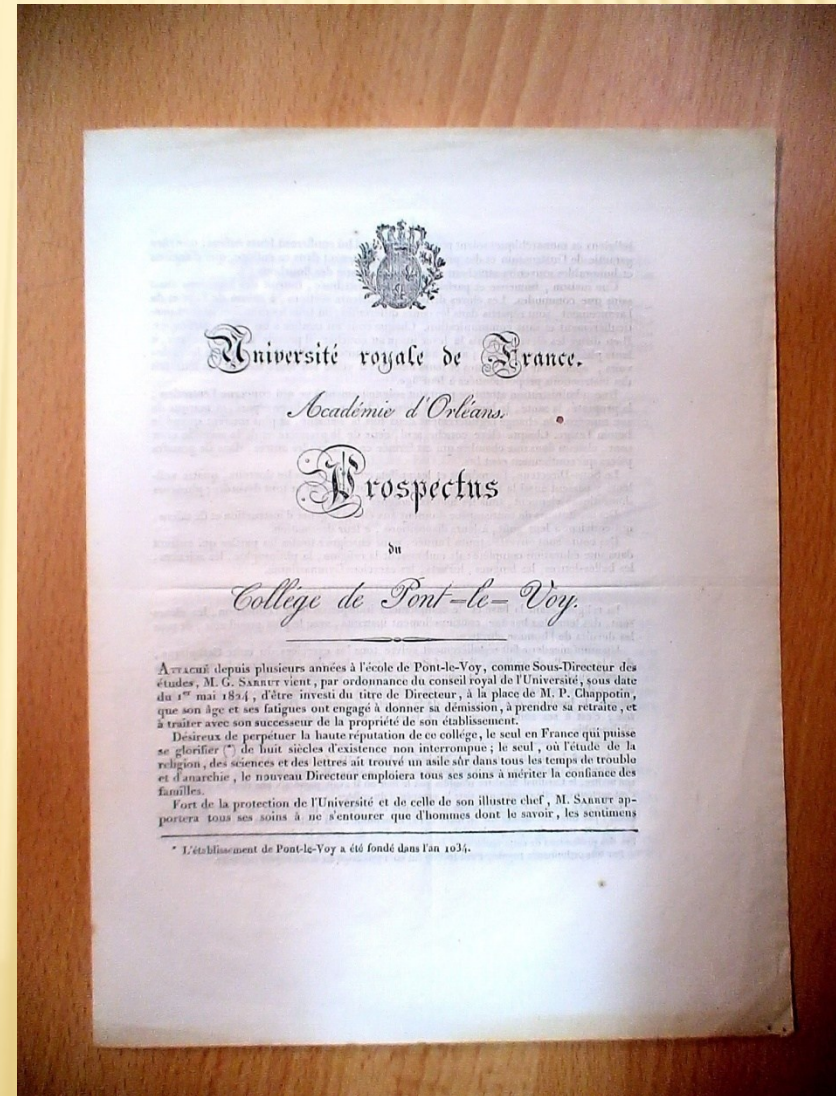 Université royale de France.
Académie d'Orléans.
Prospectus
du
Collége de Pont-le-Voy.
ATTACHÉ depuis plusieurs années à l'école de Pont-le-Voy, comme Sous-Directeur des
études, M. G. SARRUT vient, par ordonnance du conseil royal de l'Université, sous date
du 1er mai 1824, d'être investi du titre de Directeur, à la place de M. P. Chappotin,
que son âge et ses fatigues ont engagé à donner sa démission, à prendre sa retraite, et
à traiter avec son successeur de la propriété de son établissement.
Désireux de perpétuer la haute réputation de ce collége, le seul en France qui puisse
se glorifier (*) de huit siècles d'existence non interrompue; le seul, où l'étude de la
religion, des sciences et des lettres ait trouvé un asile sûr dans tous les temps de trouble
et d'anarchie, le nouveau Directeur emploiera tous ses soins à mériter la confiance des
familles.
Fort de la protection de l'Université et de celle de son illustre chef, M. SARRUT ap-
portera tous ses soins à ne s'entourer que d'hommes dont le savoir, les sentimens
* L'établissement de Pont-le-Voy a été fondé dans l'an 1034.